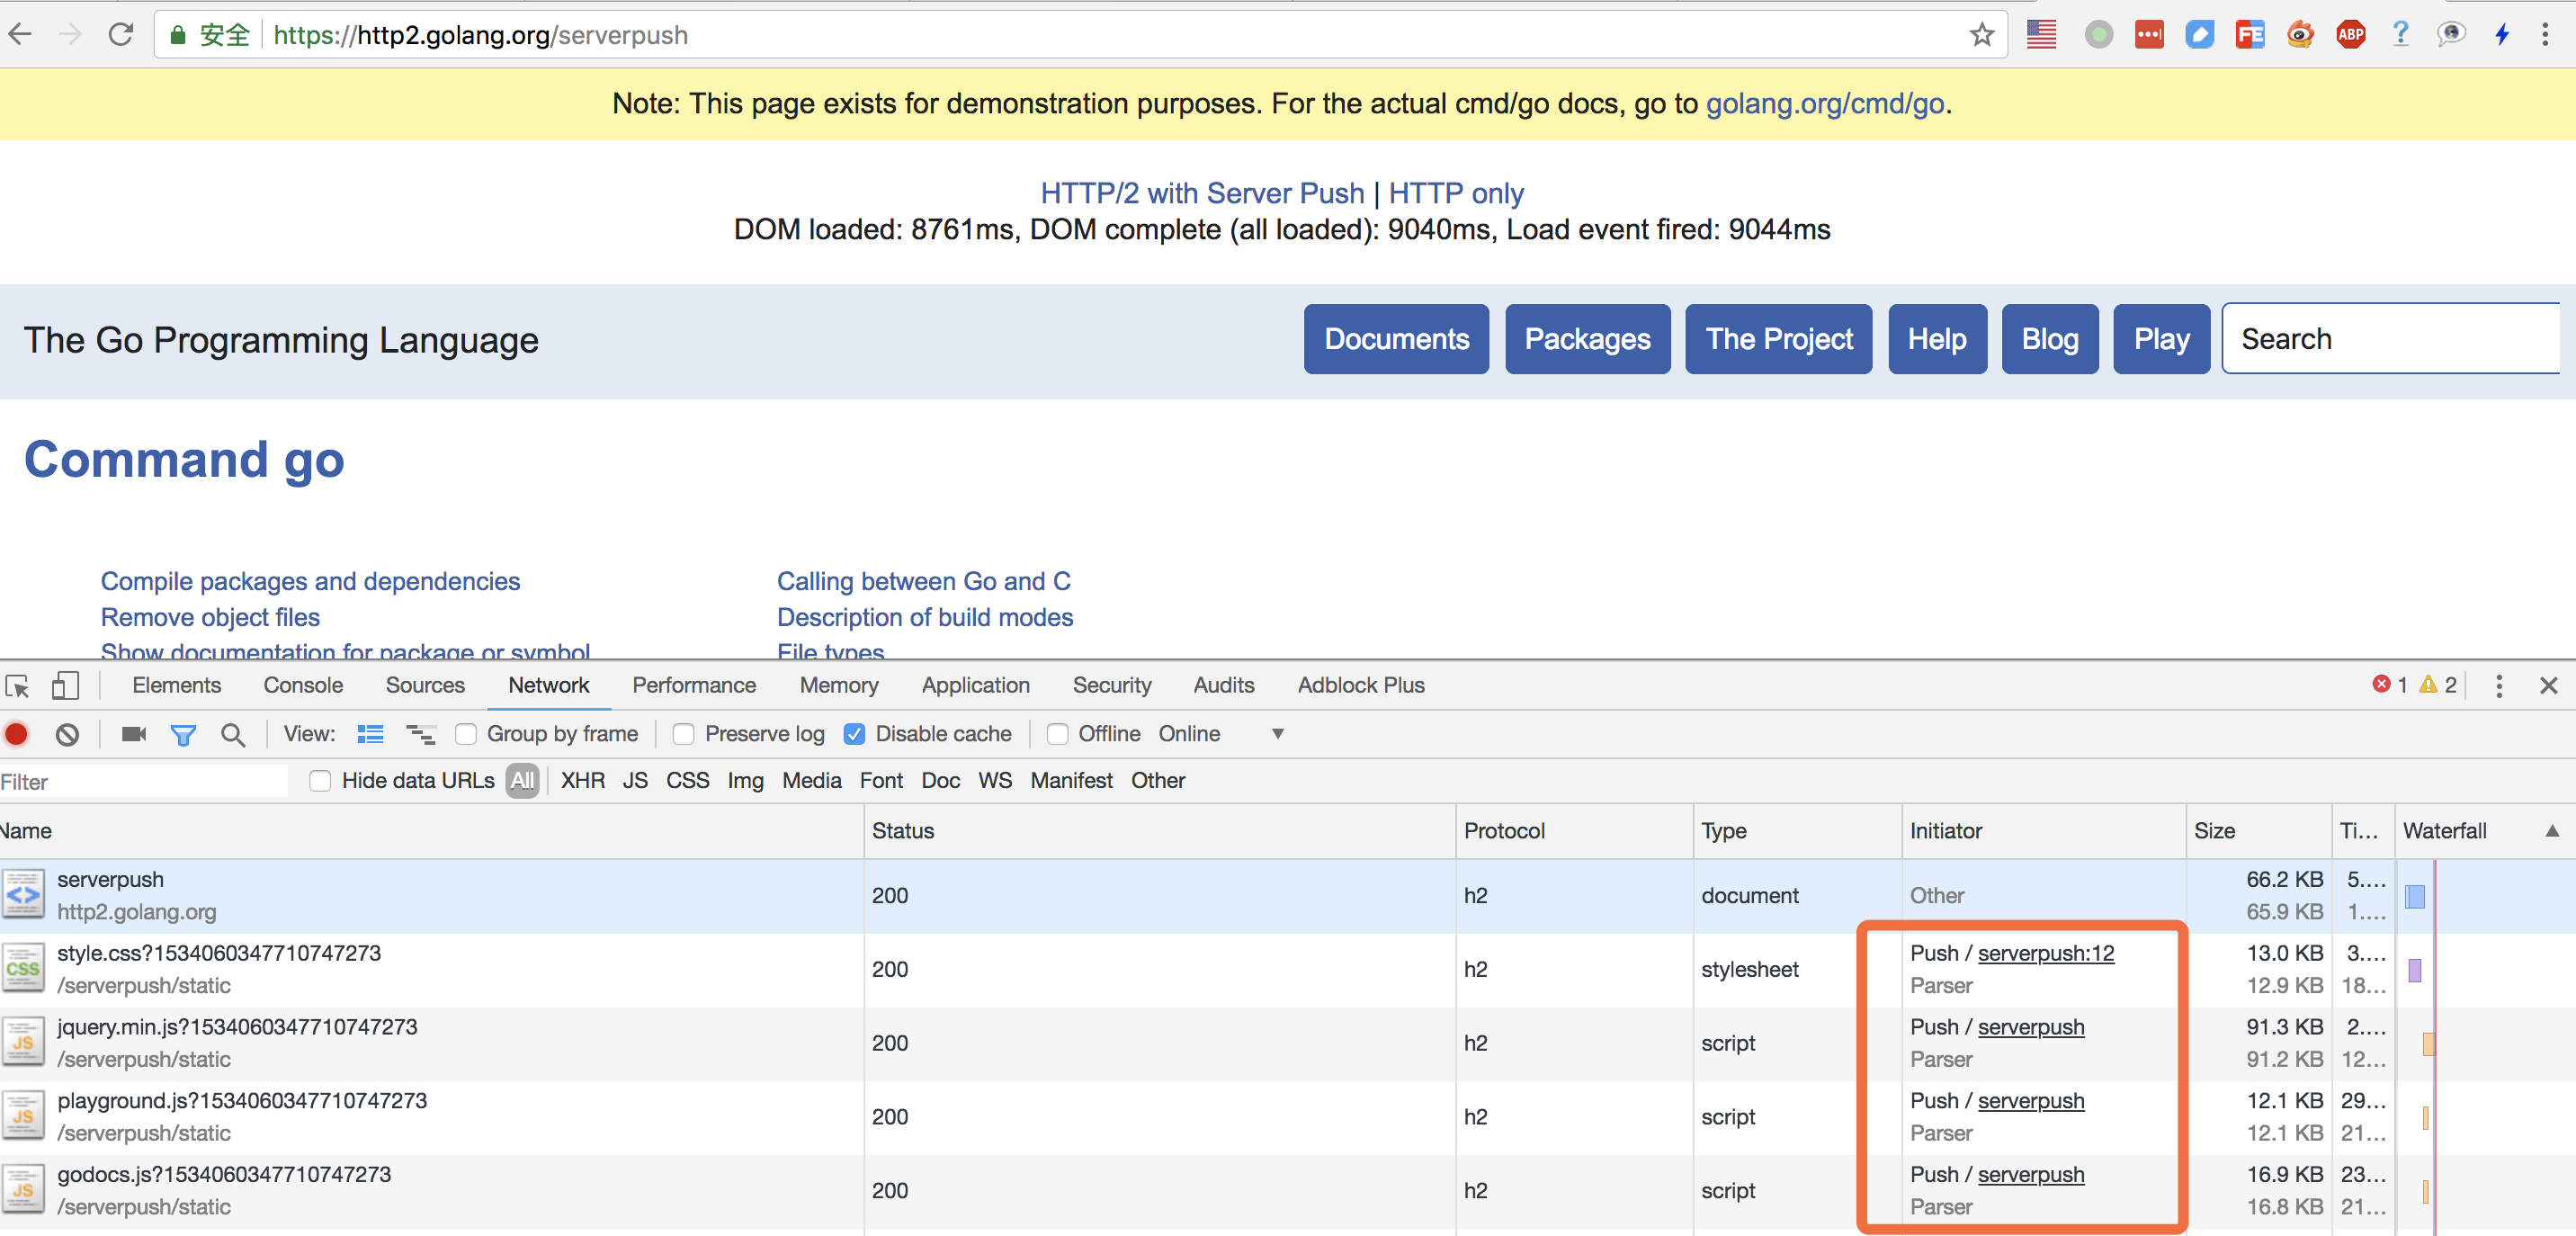 安全 https://http2.golang.org/serverpush
Note: This page exists for demonstration purposes. For the actual cmd/go docs, go to golang.org/cmd/go.
HTTP/2 with Server Push | HTTP only
DOM loaded: 8761ms, DOM complete (all loaded): 9040ms, Load event fired: 9044ms
The Go Programming Language Documents Packages The Project Help Blog Play Search
Command go
Compile packages and dependencies Calling between Go and C
Remove object files Description of build modes
Show documentation for package or symbol File types
Elements Console Sources Network Performance Memory Application Security Audits Adblock Plus 1 2
View: Group by frame Preserve log Disable cache Offline Online
Filter Hide data URLs All XHR JS CSS Img Media Font Doc WS Manifest Other
Name Status Protocol Type Initiator Size Ti... Waterfall
serverpush 200 h2 document Other 66.2 KB 5....
http2.golang.org 65.9 KB 1....
style.css?1534060347710747273 200 h2 stylesheet Push / serverpush:12 13.0 KB 3....
/serverpush/static Parser 12.9 KB 18...
jquery.min.js?1534060347710747273 200 h2 script Push / serverpush 91.3 KB 2....
/serverpush/static Parser 91.2 KB 12...
playground.js?1534060347710747273 200 h2 script Push / serverpush 12.1 KB 29...
/serverpush/static Parser 12.1 KB 21...
godocs.js?1534060347710747273 200 h2 script Push / serverpush 16.9 KB 23...
/serverpush/static Parser 16.8 KB 21...